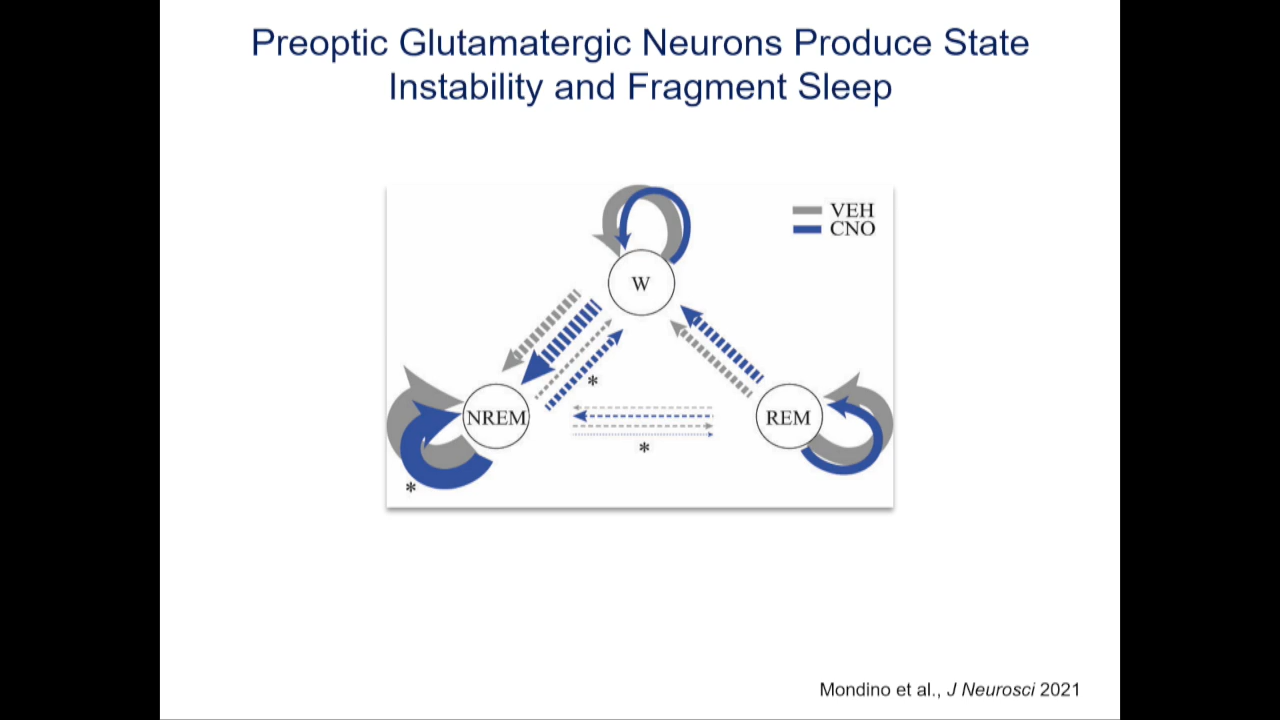 Preoptic Glutamatergic Neurons Produce State
Instability and Fragment Sleep
VEH
CNO
W
*
NREM
REM
*
*
Mondino et al., J Neurosci 2021